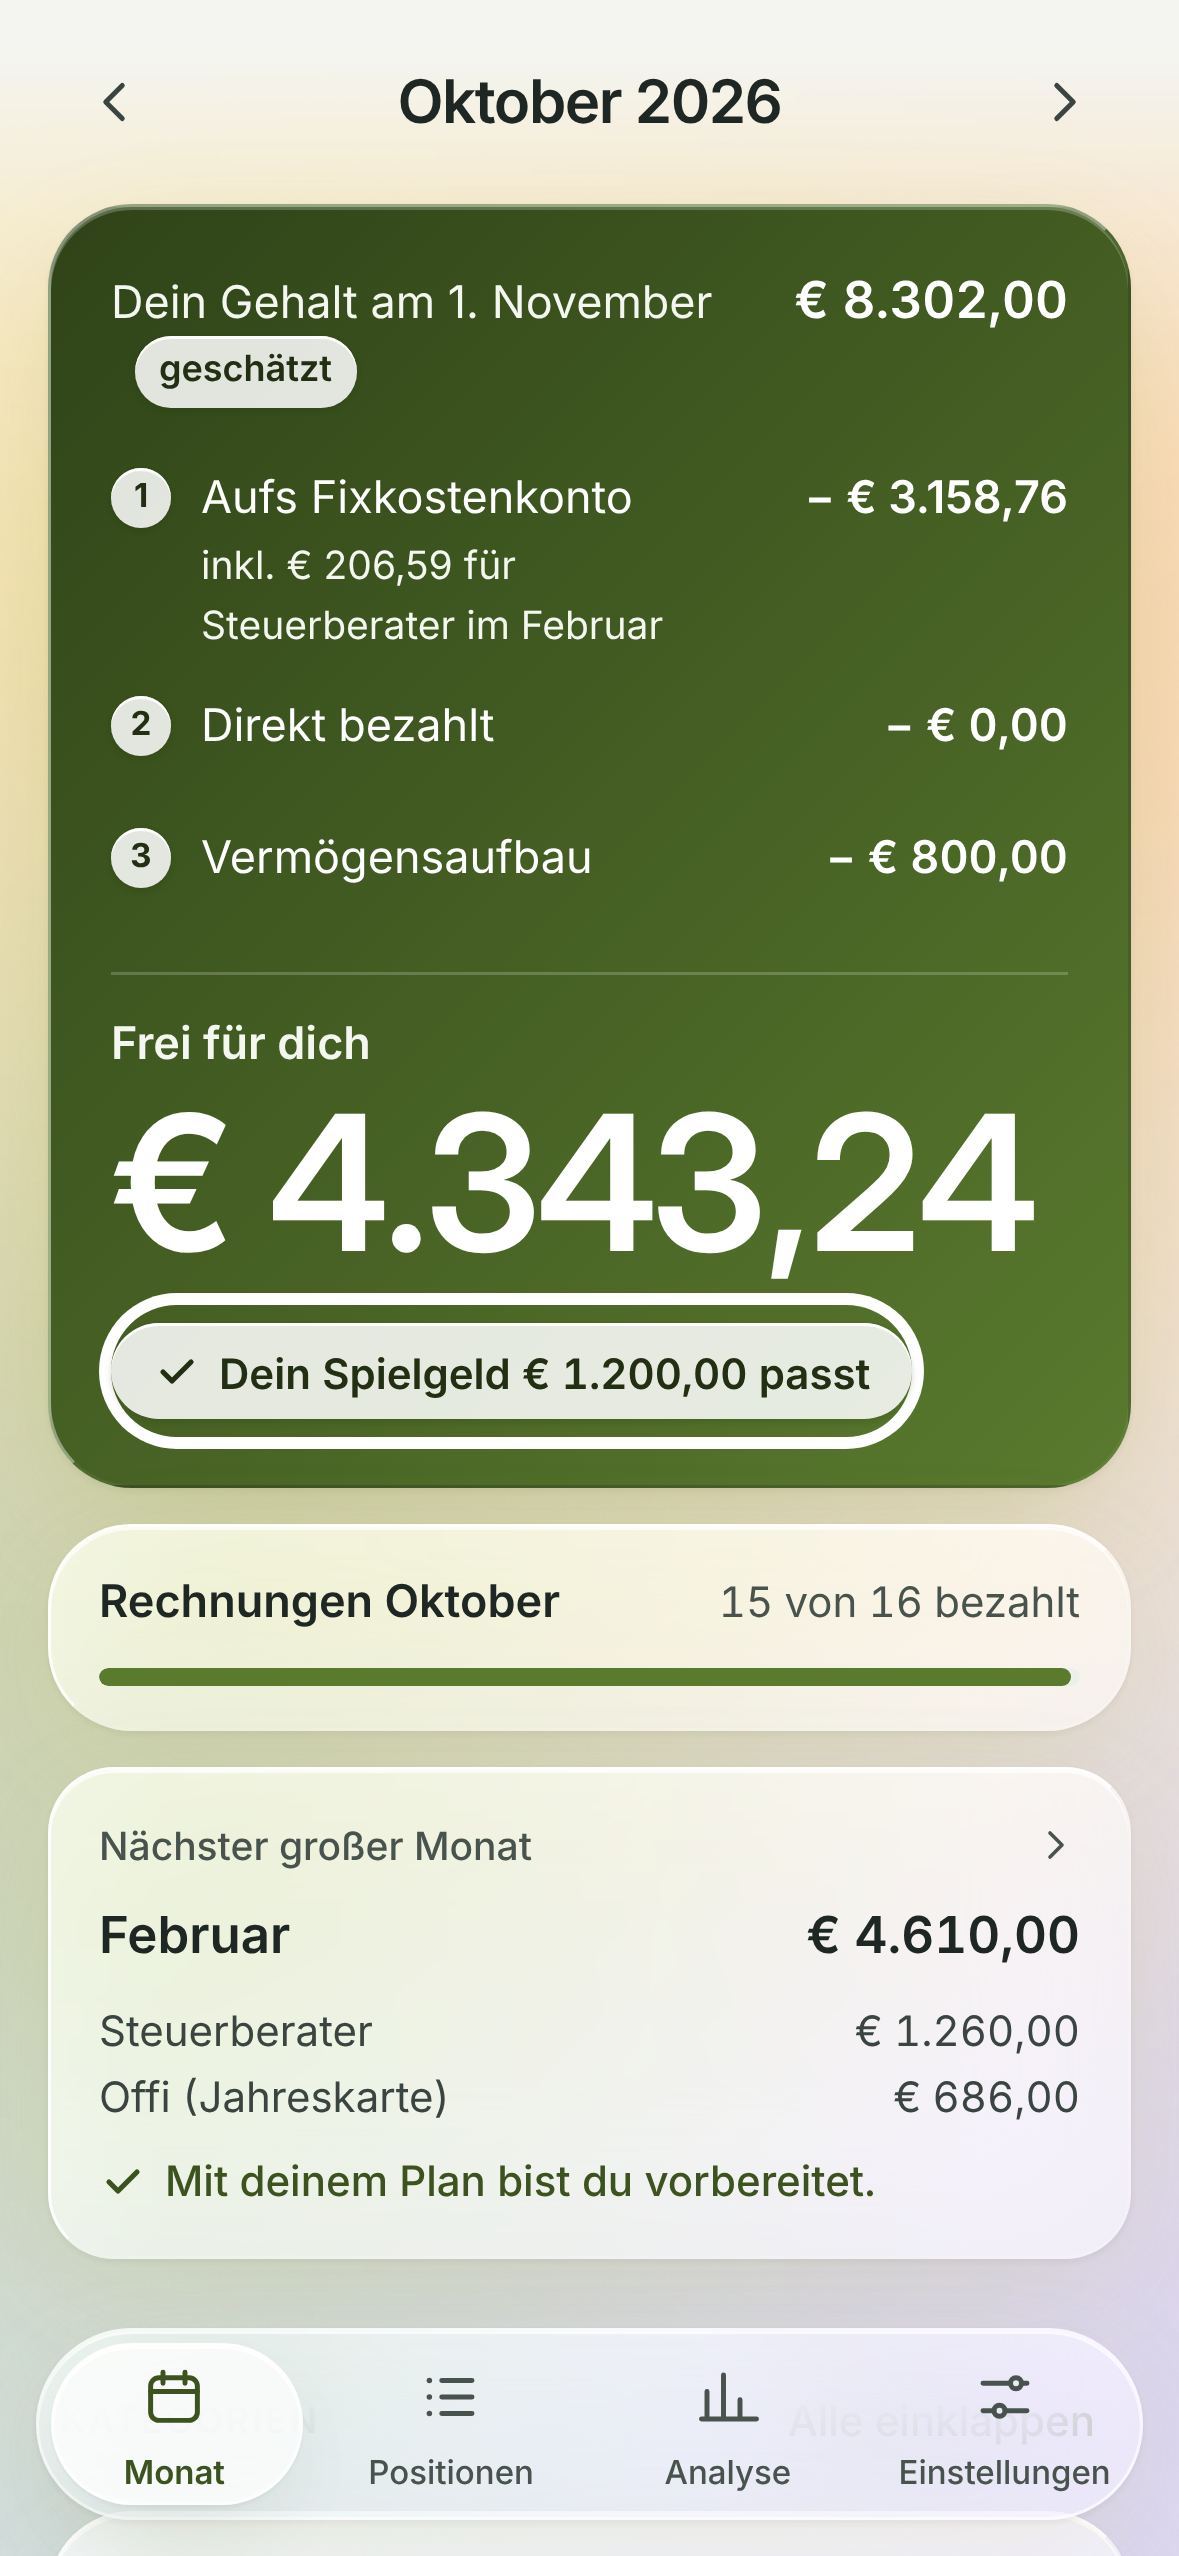 Oktober 2026
Dein Gehalt am 1. November € 8.302,00
geschätzt
1 Aufs Fixkostenkonto – € 3.158,76
inkl. € 206,59 für
Steuerberater im Februar
2 Direkt bezahlt – € 0,00
3 Vermögensaufbau – € 800,00
Frei für dich
€ 4.343,24
Dein Spielgeld € 1.200,00 passt
Rechnungen Oktober 15 von 16 bezahlt
Nächster großer Monat
Februar € 4.610,00
Steuerberater € 1.260,00
Offi (Jahreskarte) € 686,00
Mit deinem Plan bist du vorbereitet.
Alle einklappen
Monat Positionen Analyse Einstellungen